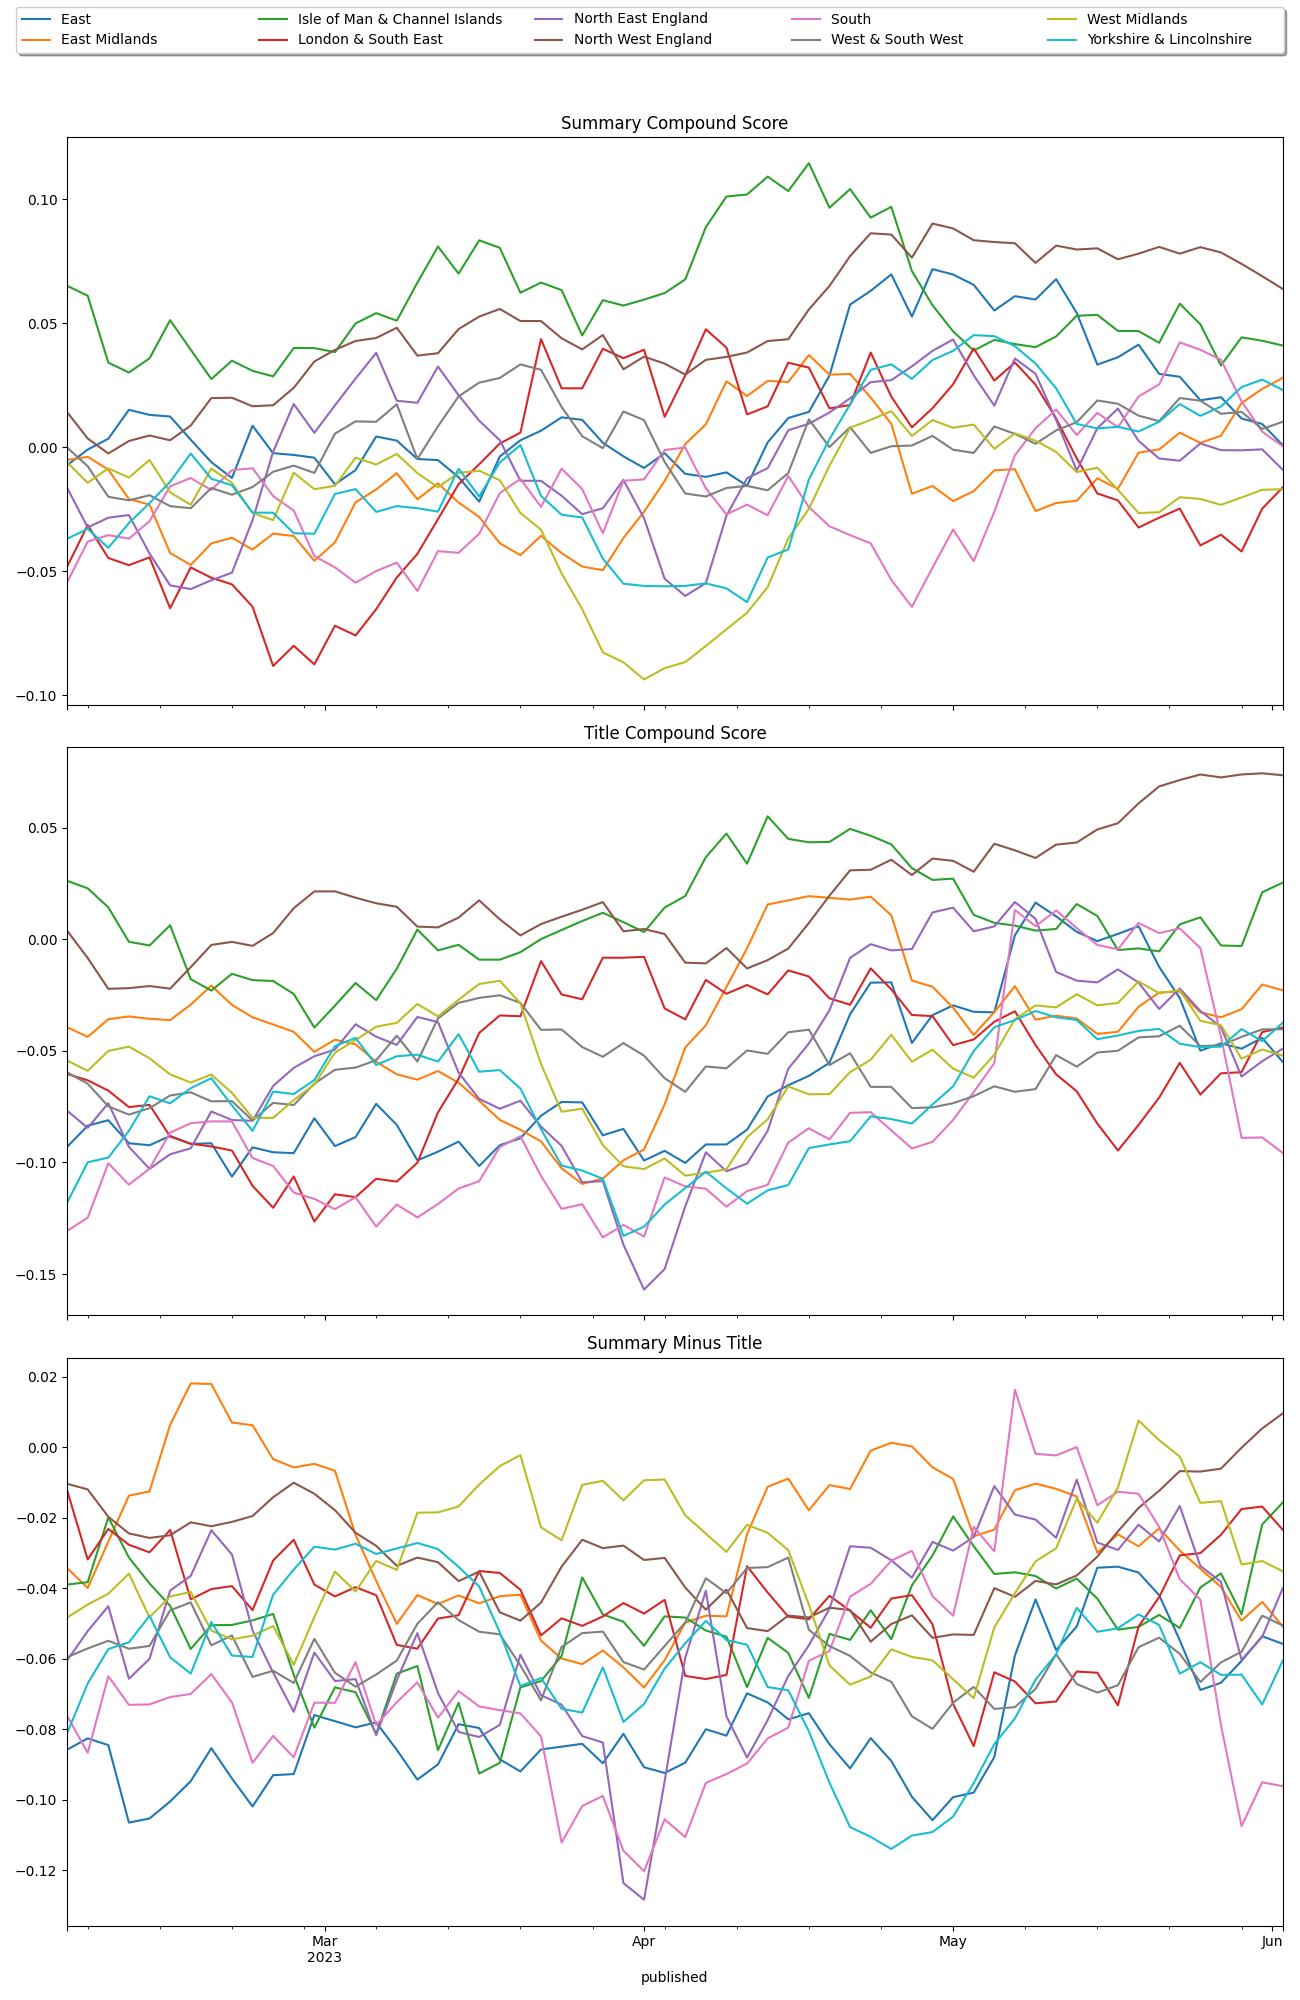 East Isle of Man & Channel Islands North East England South West Midlands
East Midlands London & South East North West England West & South West Yorkshire & Lincolnshire
Summary Compound Score
0.10
0.05
0.00
−0.05
−0.10
Title Compound Score
0.05
0.00
−0.05
−0.10
−0.15
Summary Minus Title
0.02
0.00
−0.02
−0.04
−0.06
−0.08
−0.10
−0.12
Mar Apr May Jun
2023
published